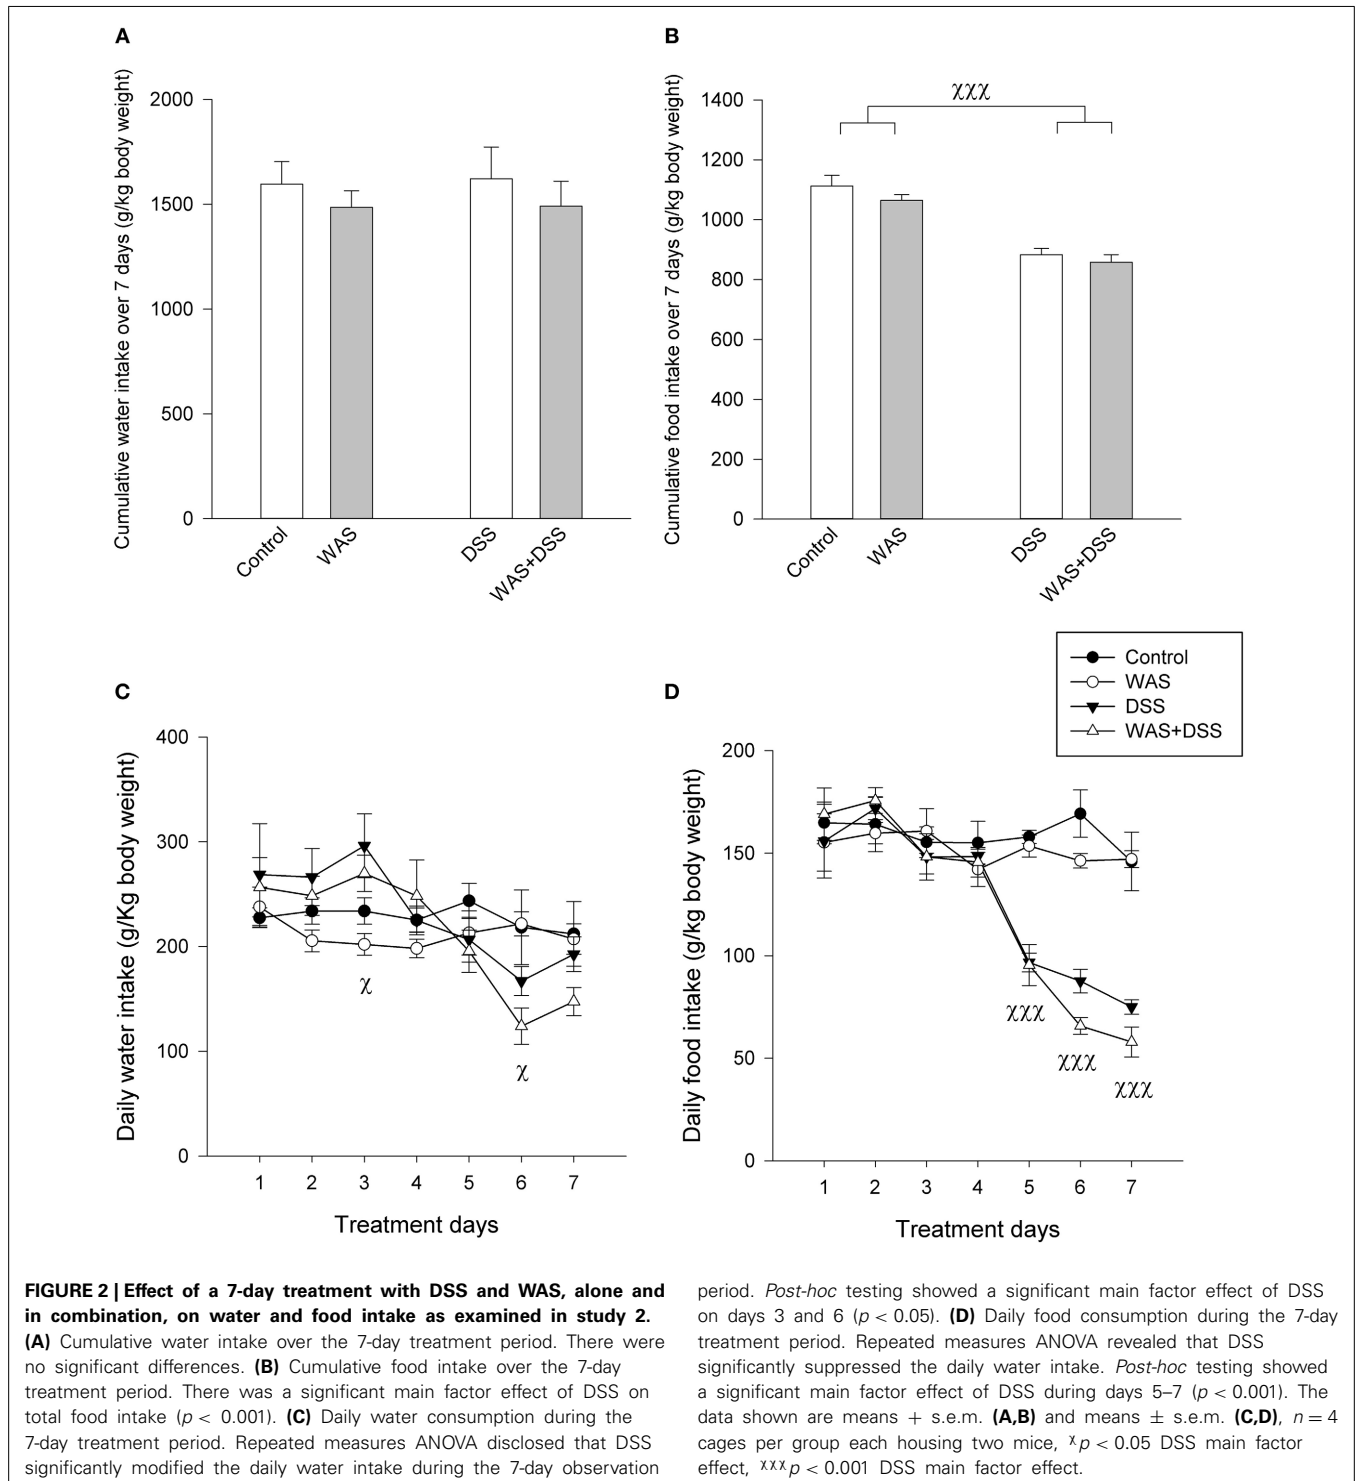 A
Cumulative water intake over 7 days (g/kg body weight)
2000
1500
1000
500
0
Control
WAS
DSS
WAS+DSS
B
Cumulative food intake over 7 days (g/kg body weight)
1400
1200
1000
800
600
400
200
0
χχχ
Control
WAS
DSS
WAS+DSS
C
Daily water intake (g/Kg body weight)
400
300
200
100
0
χ
χ
1 2 3 4 5 6 7
Treatment days
D
Control
WAS
DSS
WAS+DSS
Daily food intake (g/kg body weight)
200
150
100
50
0
χχχ
χχχ
χχχ
1 2 3 4 5 6 7
Treatment days
FIGURE 2 | Effect of a 7-day treatment with DSS and WAS, alone and
in combination, on water and food intake as examined in study 2.
(A) Cumulative water intake over the 7-day treatment period. There were
no significant differences. (B) Cumulative food intake over the 7-day
treatment period. There was a significant main factor effect of DSS on
total food intake (p < 0.001). (C) Daily water consumption during the
7-day treatment period. Repeated measures ANOVA disclosed that DSS
significantly modified the daily water intake during the 7-day observation
period. Post-hoc testing showed a significant main factor effect of DSS
on days 3 and 6 (p < 0.05). (D) Daily food consumption during the 7-day
treatment period. Repeated measures ANOVA revealed that DSS
significantly suppressed the daily water intake. Post-hoc testing showed
a significant main factor effect of DSS during days 5–7 (p < 0.001). The
data shown are means + s.e.m. (A,B) and means ± s.e.m. (C,D), n = 4
cages per group each housing two mice, χp < 0.05 DSS main factor
effect, χχχp < 0.001 DSS main factor effect.